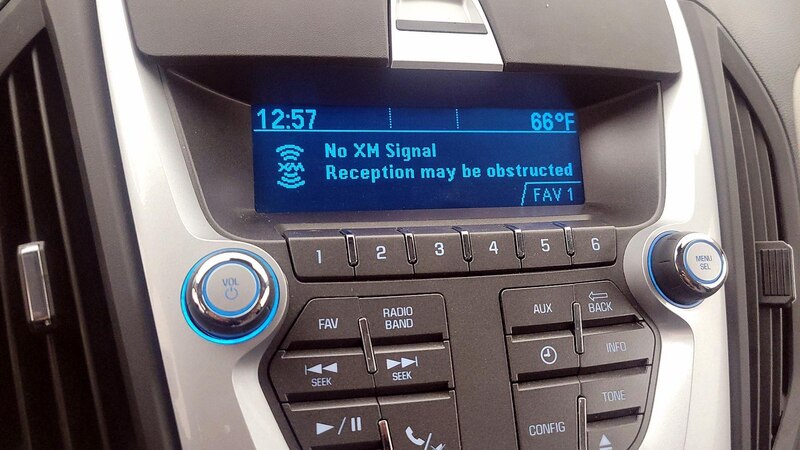 12:57 66°F
XM
No XM Signal
Reception may be obstructed
FAV 1
1 2 3 4 5 6
VOL
MENU
SEL
FAV
RADIO
BAND
AUX
BACK
SEEK
SEEK
INFO
TONE
CONFIG